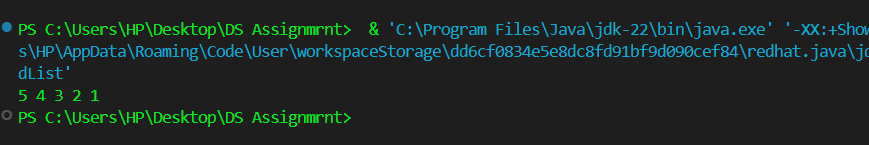 PS C:\Users\HP\Desktop\DS Assignmrnt>  & 'C:\Program Files\Java\jdk-22\bin\java.exe' '-XX:+Show
s\HP\AppData\Roaming\Code\User\workspaceStorage\dd6cf0834e5e8dc8fd91bf9d090cef84\redhat.java\jd
dList'
5 4 3 2 1
PS C:\Users\HP\Desktop\DS Assignmrnt>